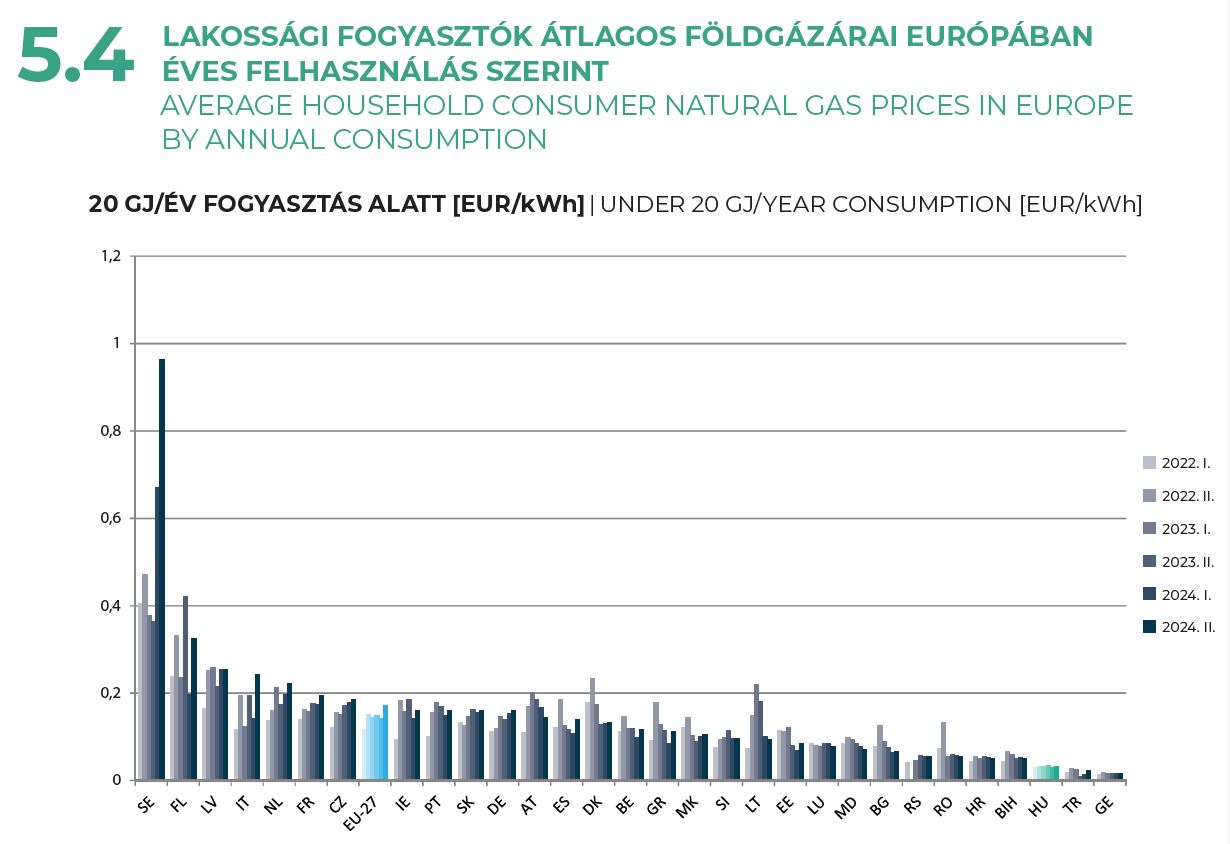 5.4
LAKOSSÁGI FOGYASZTÓK ÁTLAGOS FÖLDGÁZÁRAI EURÓPÁBAN
ÉVES FELHASZNÁLÁS SZERINT
AVERAGE HOUSEHOLD CONSUMER NATURAL GAS PRICES IN EUROPE
BY ANNUAL CONSUMPTION
20 GJ/ÉV FOGYASZTÁS ALATT [EUR/kWh] | UNDER 20 GJ/YEAR CONSUMPTION [EUR/kWh]
1,2
1
0,8
0,6
0,4
0,2
0
SE
FL
LV
IT
NL
FR
CZ
EU-27
IE
PT
SK
DE
AT
ES
DK
BE
GR
MK
SI
LT
EE
LU
MD
BG
RS
RO
HR
BIH
HU
TR
GE
2022. I.
2022. II.
2023. I.
2023. II.
2024. I.
2024. II.